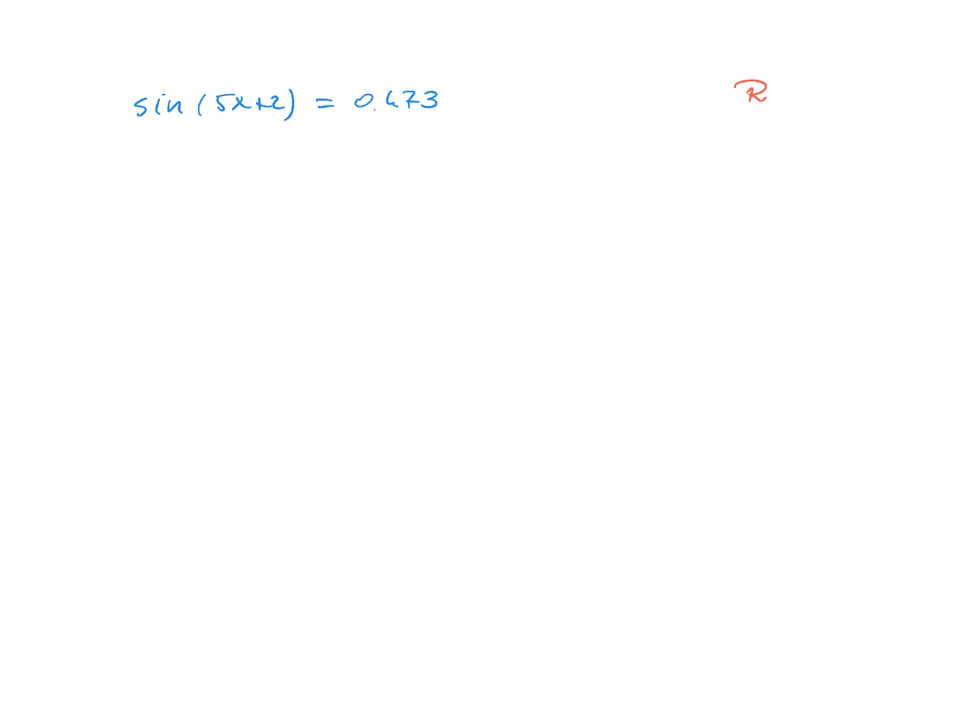 sin(5x+2) = 0.473 R